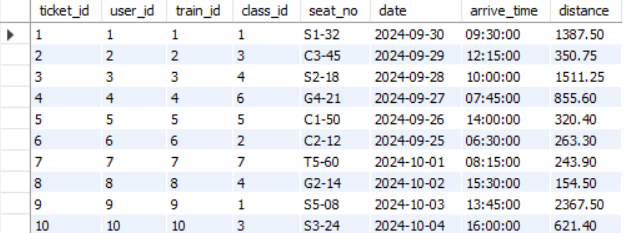 ticket_id user_id train_id class_id seat_no date arrive_time distance
1 1 1 1 S1-32 2024-09-30 09:30:00 1387.50
2 2 2 3 C3-45 2024-09-29 12:15:00 350.75
3 3 3 4 S2-18 2024-09-28 10:00:00 1511.25
4 4 4 6 G4-21 2024-09-27 07:45:00 855.60
5 5 5 5 C1-50 2024-09-26 14:00:00 320.40
6 6 6 2 C2-12 2024-09-25 06:30:00 263.30
7 7 7 7 T5-60 2024-10-01 08:15:00 243.90
8 8 8 4 G2-14 2024-10-02 15:30:00 154.50
9 9 9 1 S5-08 2024-10-03 13:45:00 2367.50
10 10 10 3 S3-24 2024-10-04 16:00:00 621.40